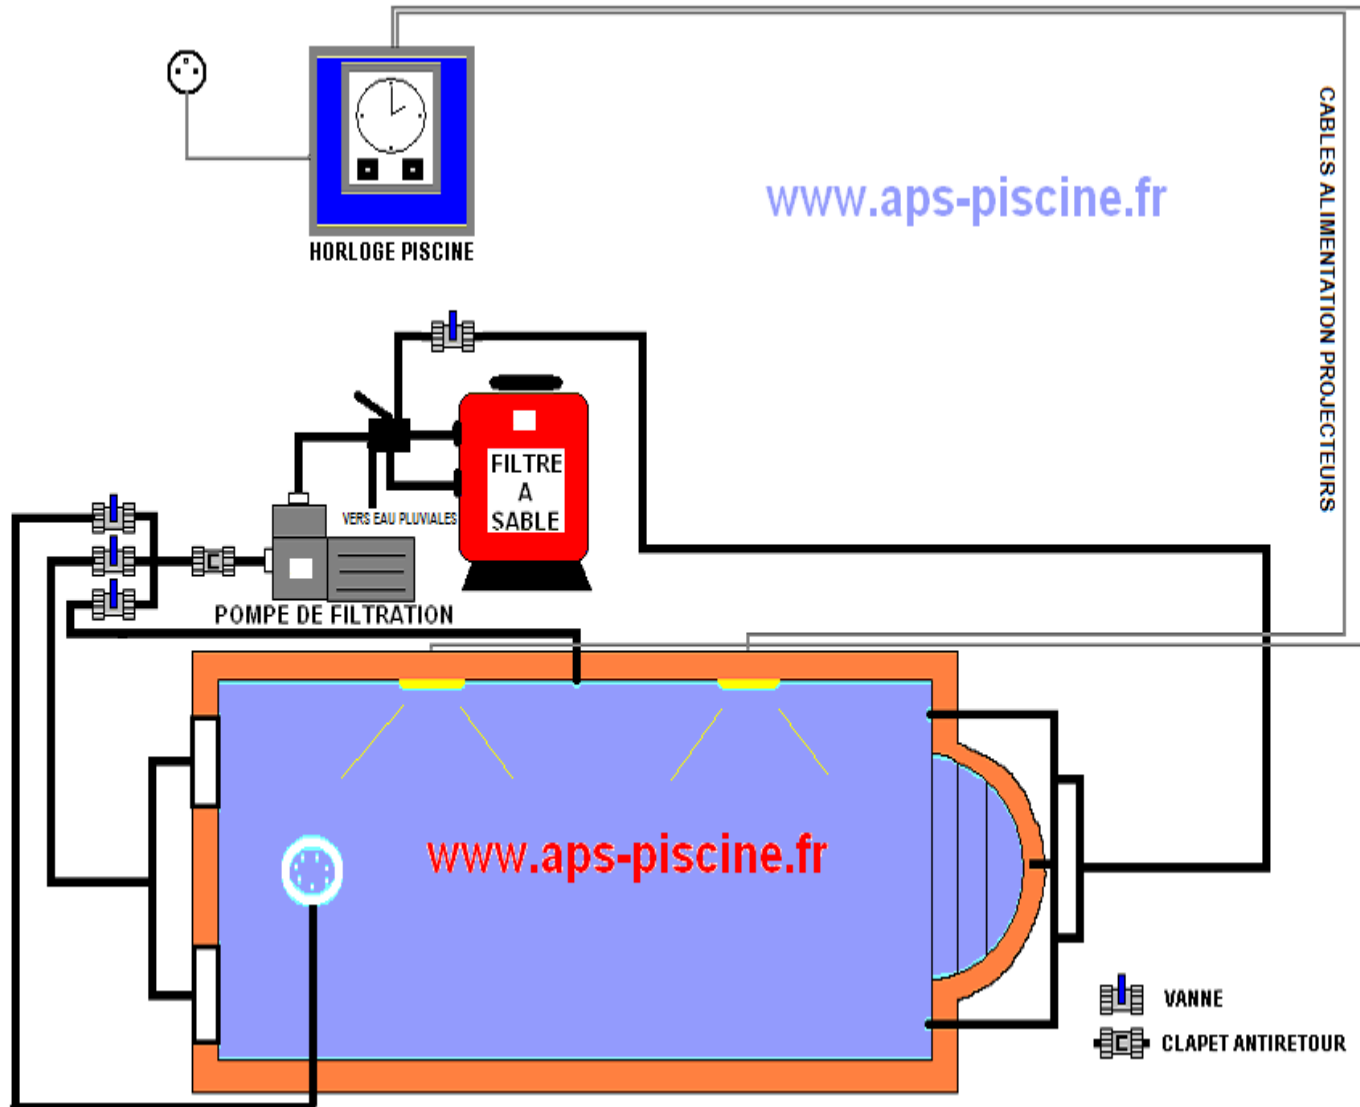 www.aps-piscine.fr
CABLES ALIMENTATION PROJECTEURS
HORLOGE PISCINE
FILTRE
A
SABLE
VERS EAU PLUVIALES
POMPE DE FILTRATION
www.aps-piscine.fr
VANNE
C CLAPET ANTIRETOUR